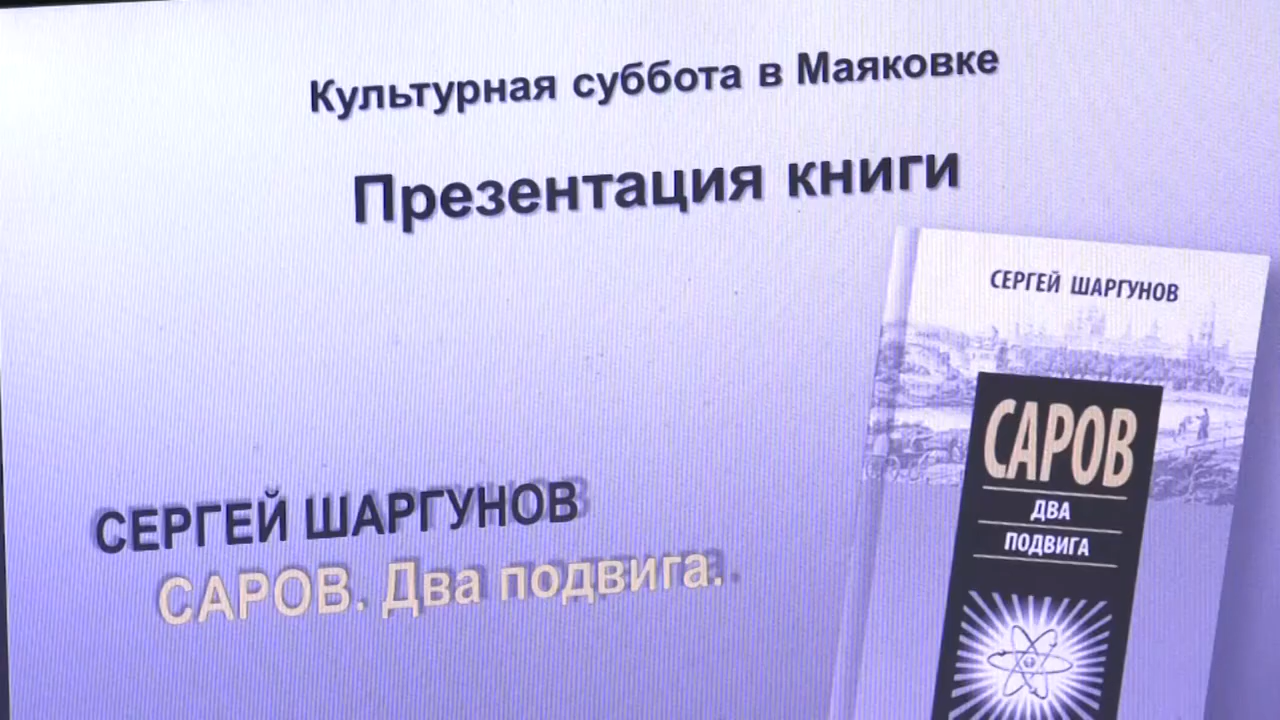 Культурная суббота в Маяковке
Презентация книги
СЕРГЕЙ ШАРГУНОВ
САРОВ. Два подвига.
СЕРГЕЙ ШАРГУНОВ
САРОВ
ДВА
ПОДВИГА